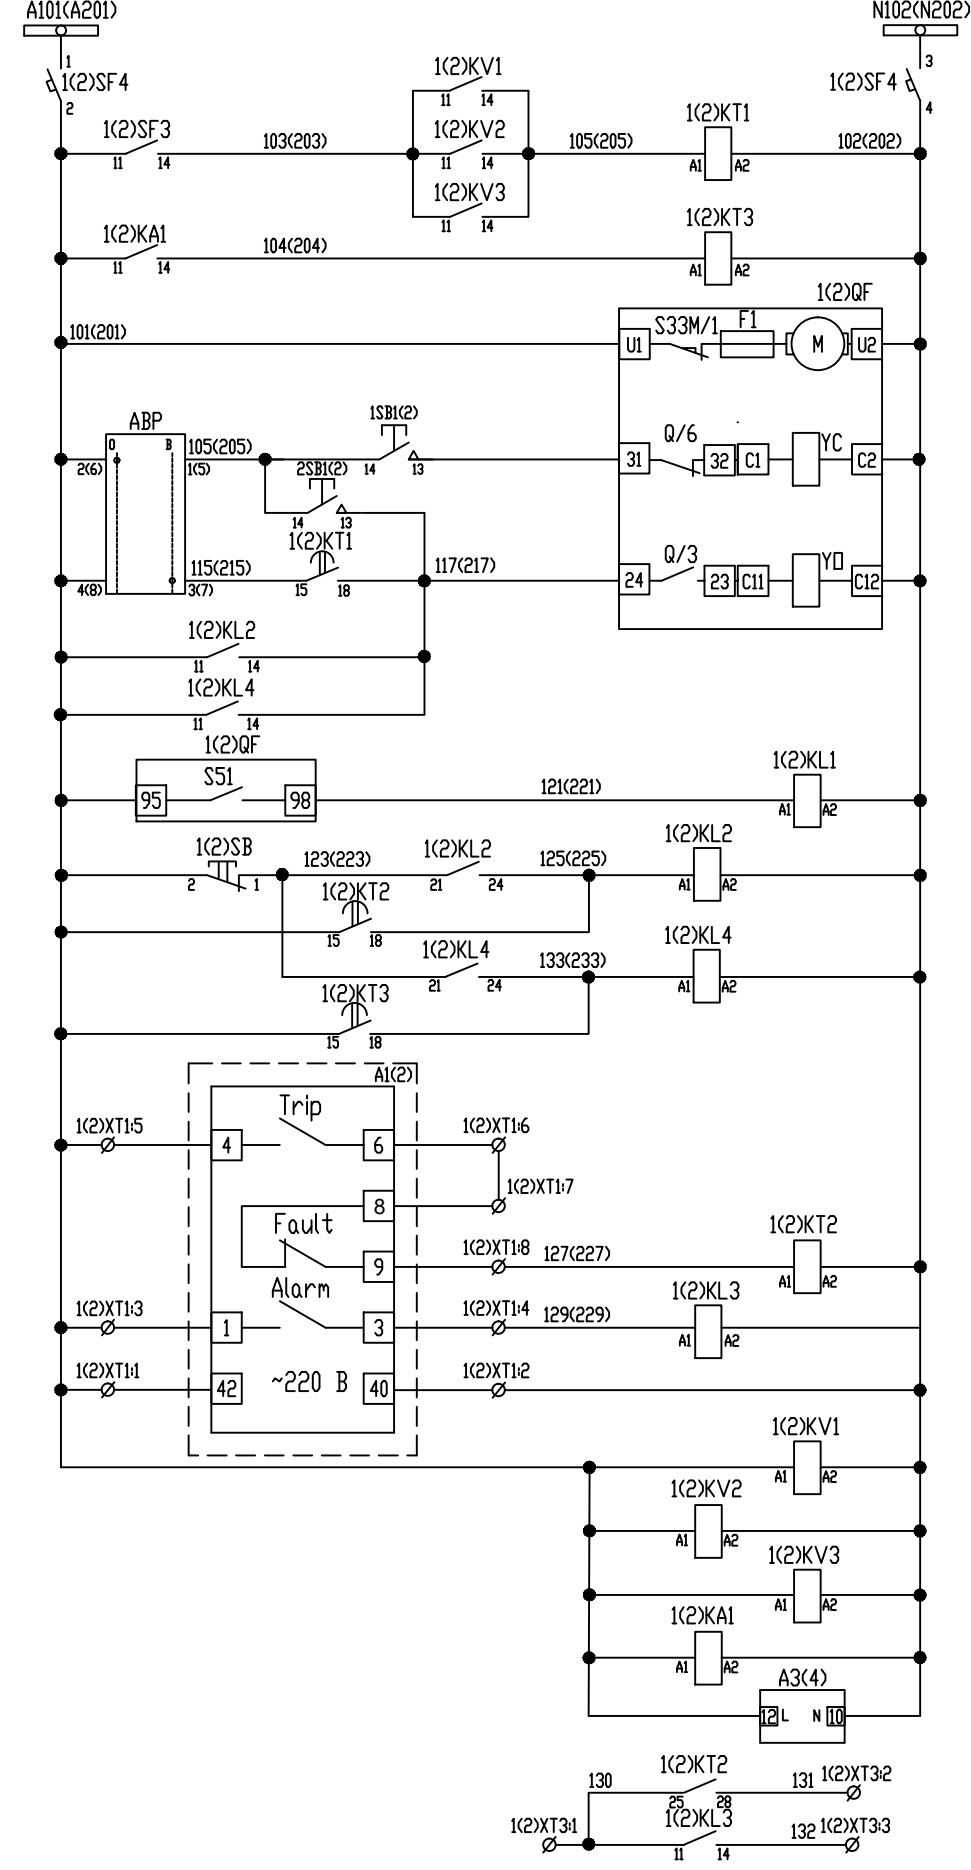 A101(A201) N102(N202)
1 3
1(2)SF4 1(2)SF4
2 4
1(2)KV1
11 14
1(2)SF3 103(203) 1(2)KV2 105(205) 1(2)KT1 102(202)
11 14 11 14 A1 A2
1(2)KV3
11 14
1(2)KA1 104(204) 1(2)KT3
11 14 A1 A2
1(2)QF
101(201) S33M/1 F1
U1 M U2
АВР 1SB1(2)
0 В 105(205) Q/6 YC
2(6) 1(5) 14 13 31 32 C1 C2
2SB1(2)
14 13
1(2)KT1
115(215) 117(217) Q/3 YO
4(8) 3(7) 15 18 24 23 C11 C12
1(2)KL2
11 14
1(2)KL4
11 14
1(2)QF
S51 121(221) 1(2)KL1
95 98 A1 A2
1(2)SB 123(223) 1(2)KL2 125(225) 1(2)KL2
2 1 21 24 A1 A2
1(2)KT2
15 18
1(2)KL4 133(233) 1(2)KL4
21 24 A1 A2
1(2)KT3
15 18
A1(2)
Trip
1(2)XT1:5 4 6 1(2)XT1:6
8 1(2)XT1:7
Fault 1(2)KT2
9 1(2)XT1:8 127(227) A1 A2
Alarm 1(2)KL3
1(2)XT1:3 1 3 1(2)XT1:4 129(229) A1 A2
1(2)XT1:1 42 ~220 В 40 1(2)XT1:2
1(2)KV1
A1 A2
1(2)KV2
A1 A2
1(2)KV3
A1 A2
1(2)KA1
A1 A2
A3(4)
12 L N 10
1(2)KT2
130 25 28 131 1(2)XT3:2
1(2)KL3
1(2)XT3:1 11 14 132 1(2)XT3:3